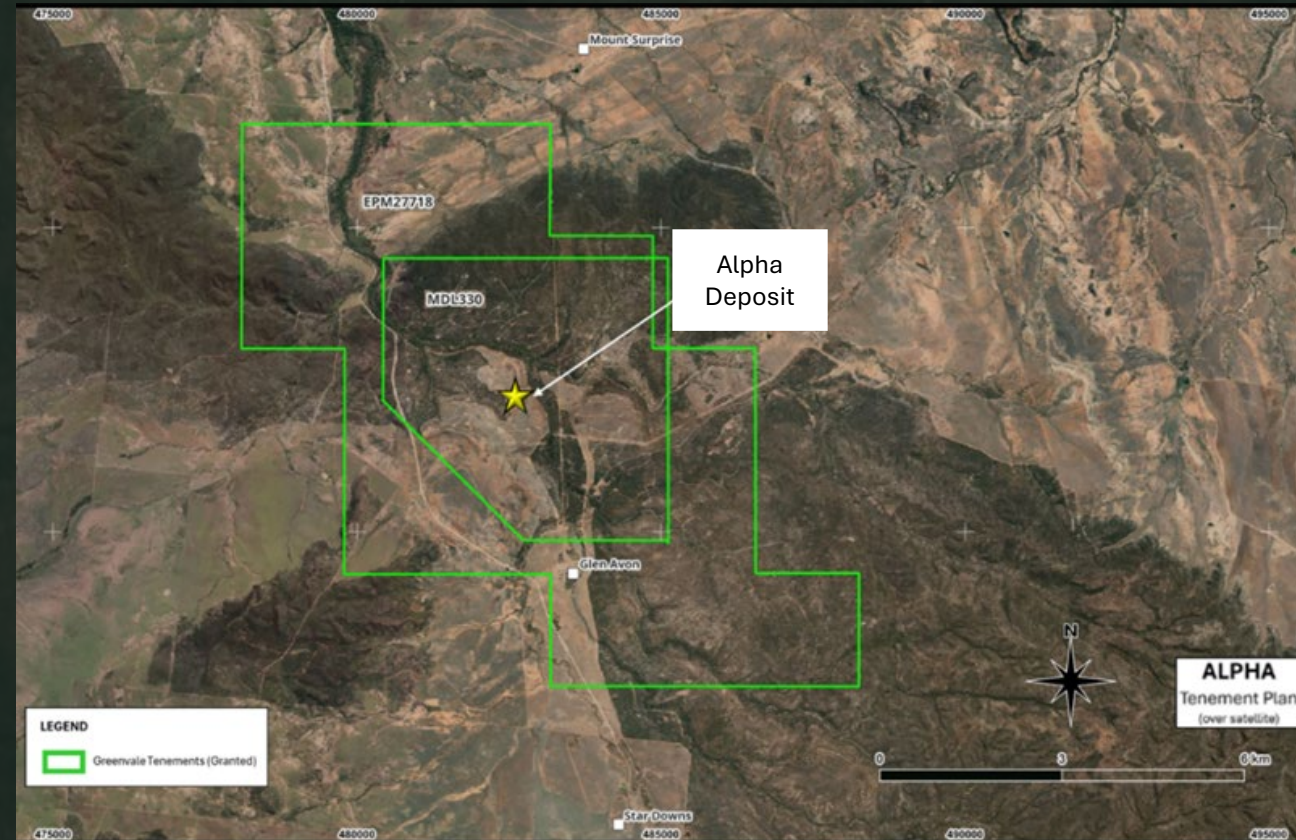 475000
480000
485000
490000
495000
Mount Surprise
EPM27718
Alpha
Deposit
MDL330
Glen Avon
N
ALPHA
Tenement Plan
(over satellite)
LEGEND
Greenvale Tenements (Granted)
0
3
6 km
Star Downs
475000
480000
485000
490000
495000